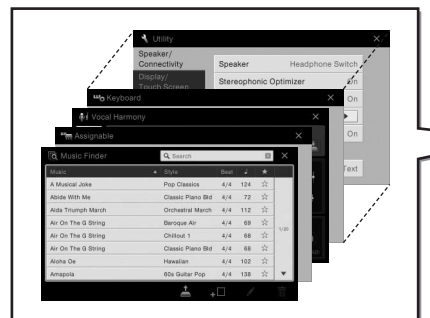 Utility
Speaker/
Connectivity
Display/
Touch Screen
Speaker Headphone Switch
Stereophonic Optimizer On
On
On
Text
Keyboard
Vocal Harmony
Assignable
Music Finder Search
Music Style Beat
A Musical Joke Pop Classics 4/4 124
Abide With Me Classic Piano Bld 4/4 72
Aida Triumph March Orchestral March 4/4 112
Air On The G String Baroque Air 4/4 69
Air On The G String Chillout 1 4/4 68
Air On The G String Classic Piano Bld 4/4 68
Aloha Oe Hawaiian 4/4 102
Amapola 60s Guitar Pop 4/4 138
1/20